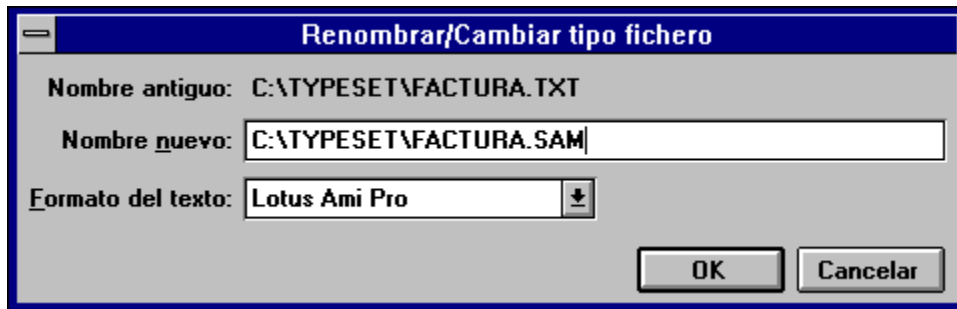 Renombrar/Cambiar tipo fichero
Nombre antiguo: C:\TYPESET\FACTURA.TXT
Nombre nuevo: C:\TYPESET\FACTURA.SAM
Formato del texto: Lotus Ami Pro
OK Cancelar